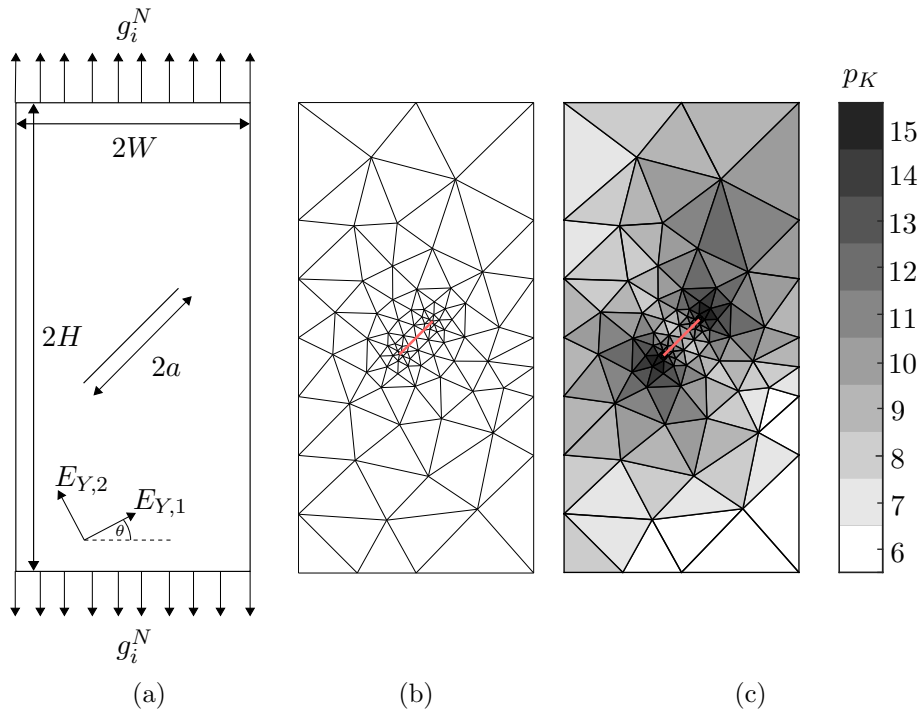 g_i^N
2W
2H
2a
E_{Y,2}
E_{Y,1}
θ
g_i^N
p_K
15
14
13
12
11
10
9
8
7
6
(a)
(b)
(c)